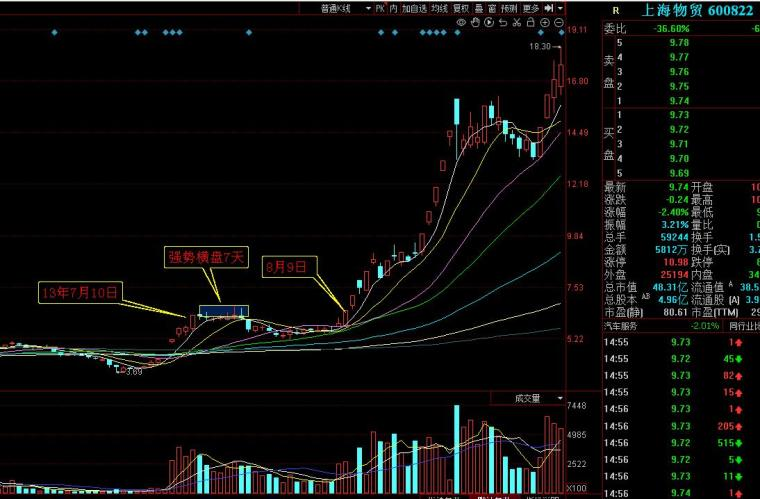 普通K线 PK 内 加自选 均线 复权 叠 窗 预测 更多
R 上海物贸 600822
委比 -36.60% -6
5 9.78
卖 4 9.77
盘 3 9.76
2 9.75
1 9.74
1 9.73
买 2 9.72
盘 3 9.71
4 9.70
5 9.69
最新 9.74 开盘 10
涨跌 -0.24 最高 10
涨幅 -2.40% 最低 9
振幅 3.21% 量比
总手 59244 换手 1.5
金额 5812万 换手(实) 3.7
涨停 10.98 跌停 8
外盘 25194 内盘 34
总市值 48.31亿 流通值 A 38.5
总股本 AB 4.96亿 流通股 (A) 3.9
市盈(静) 80.61 市盈(TTM) 29
汽车服务 -2.01% 同行业比
14:55 9.73 1
14:55 9.72 45
14:55 9.73 82
14:55 9.73 15
14:56 9.73 1
14:56 9.73 205
14:56 9.72 515
14:56 9.72 5
14:56 9.73 11
14:56 9.74 1
19.11
18.30
16.80
14.49
12.18
9.84
7.53
5.22
强势横盘7天
8月9日
13年7月10日
3.69
成交量
7448
4985
2522
X100